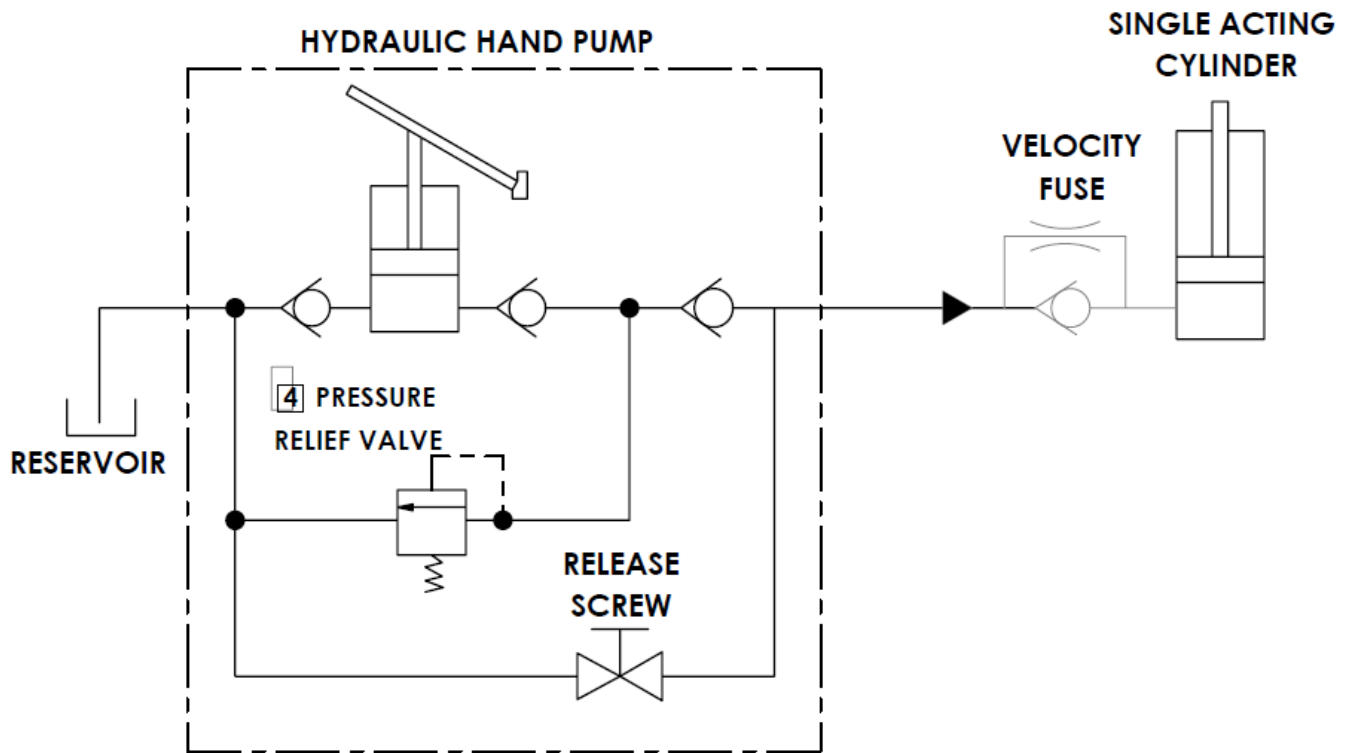 HYDRAULIC HAND PUMP
SINGLE ACTING
CYLINDER
VELOCITY
FUSE
4 PRESSURE
RELIEF VALVE
RESERVOIR
RELEASE
SCREW